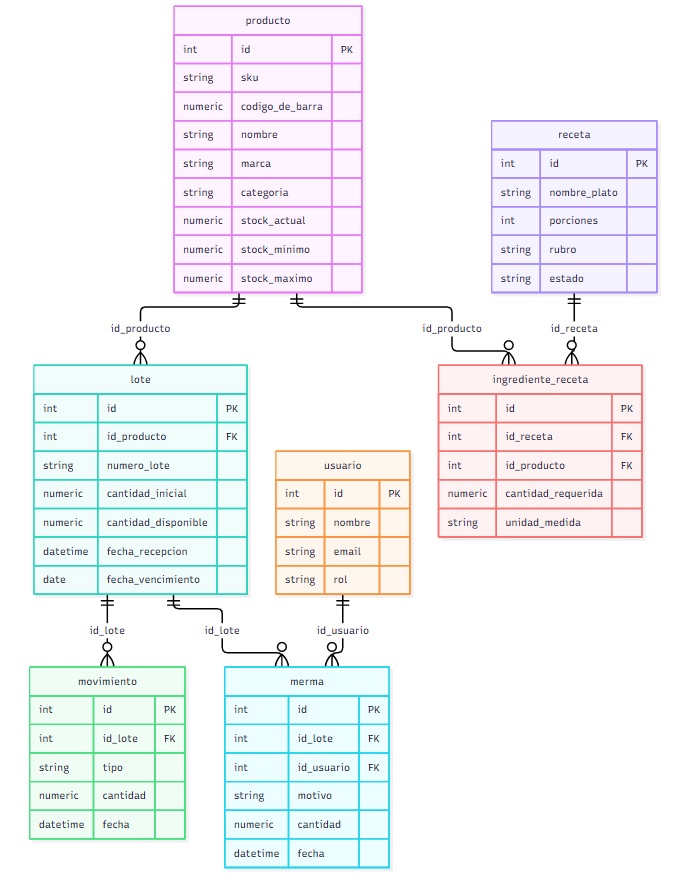 producto
int id PK
string sku
numeric codigo_de_barra
string nombre
string marca
string categoria
numeric stock_actual
numeric stock_minimo
numeric stock_maximo
receta
int id PK
string nombre_plato
int porciones
string rubro
string estado
id_producto
id_producto
id_receta
lote
int id PK
int id_producto FK
string numero_lote
numeric cantidad_inicial
numeric cantidad_disponible
datetime fecha_recepcion
date fecha_vencimiento
ingrediente_receta
int id PK
int id_receta FK
int id_producto FK
numeric cantidad_requerida
string unidad_medida
usuario
int id PK
string nombre
string email
string rol
id_lote
id_lote
id_usuario
movimiento
int id PK
int id_lote FK
string tipo
numeric cantidad
datetime fecha
merma
int id PK
int id_lote FK
int id_usuario FK
string motivo
numeric cantidad
datetime fecha